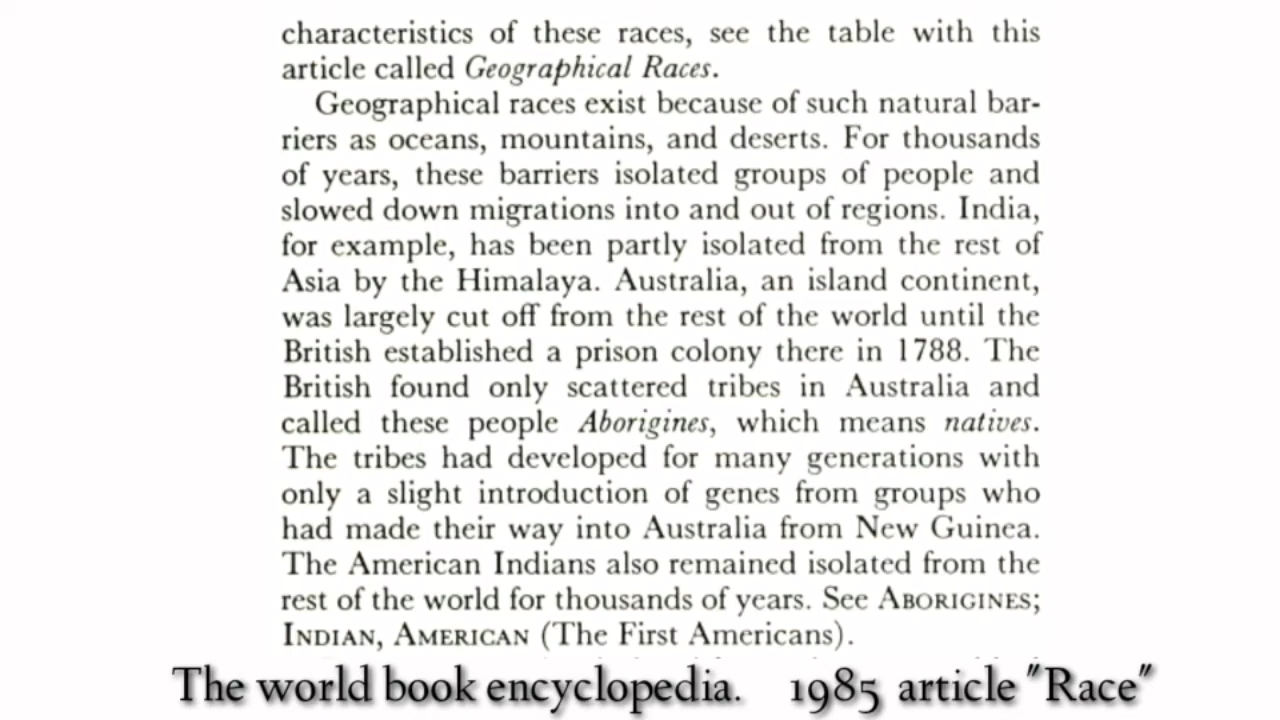 characteristics of these races, see the table with this
article called Geographical Races.
Geographical races exist because of such natural bar-
riers as oceans, mountains, and deserts. For thousands
of years, these barriers isolated groups of people and
slowed down migrations into and out of regions. India,
for example, has been partly isolated from the rest of
Asia by the Himalaya. Australia, an island continent,
was largely cut off from the rest of the world until the
British established a prison colony there in 1788. The
British found only scattered tribes in Australia and
called these people Aborigines, which means natives.
The tribes had developed for many generations with
only a slight introduction of genes from groups who
had made their way into Australia from New Guinea.
The American Indians also remained isolated from the
rest of the world for thousands of years. See ABORIGINES;
INDIAN, AMERICAN (The First Americans).
The world book encyclopedia. 1985 article "Race"